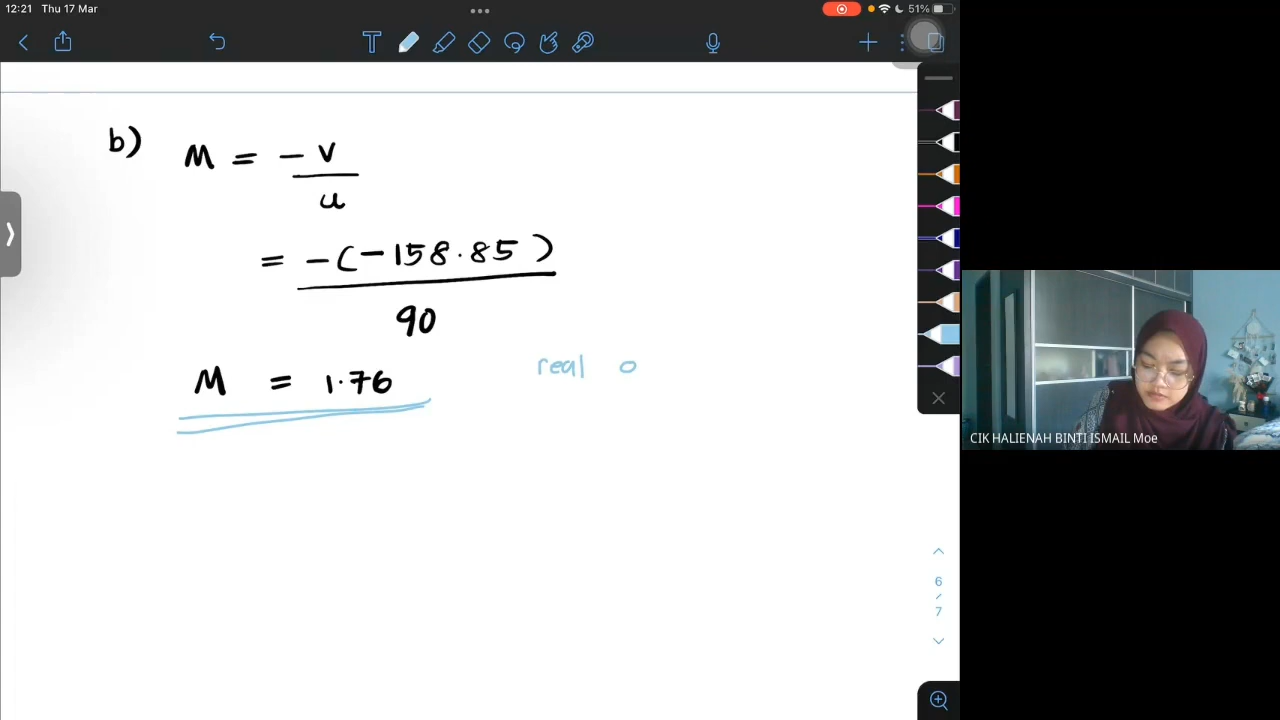 12:21 Thu 17 Mar
51%
T
b) M = - v
u
= -(-158.85)
90
M = 1.76
real o
CIK HALIENAH BINTI ISMAIL Moe
6
/
7